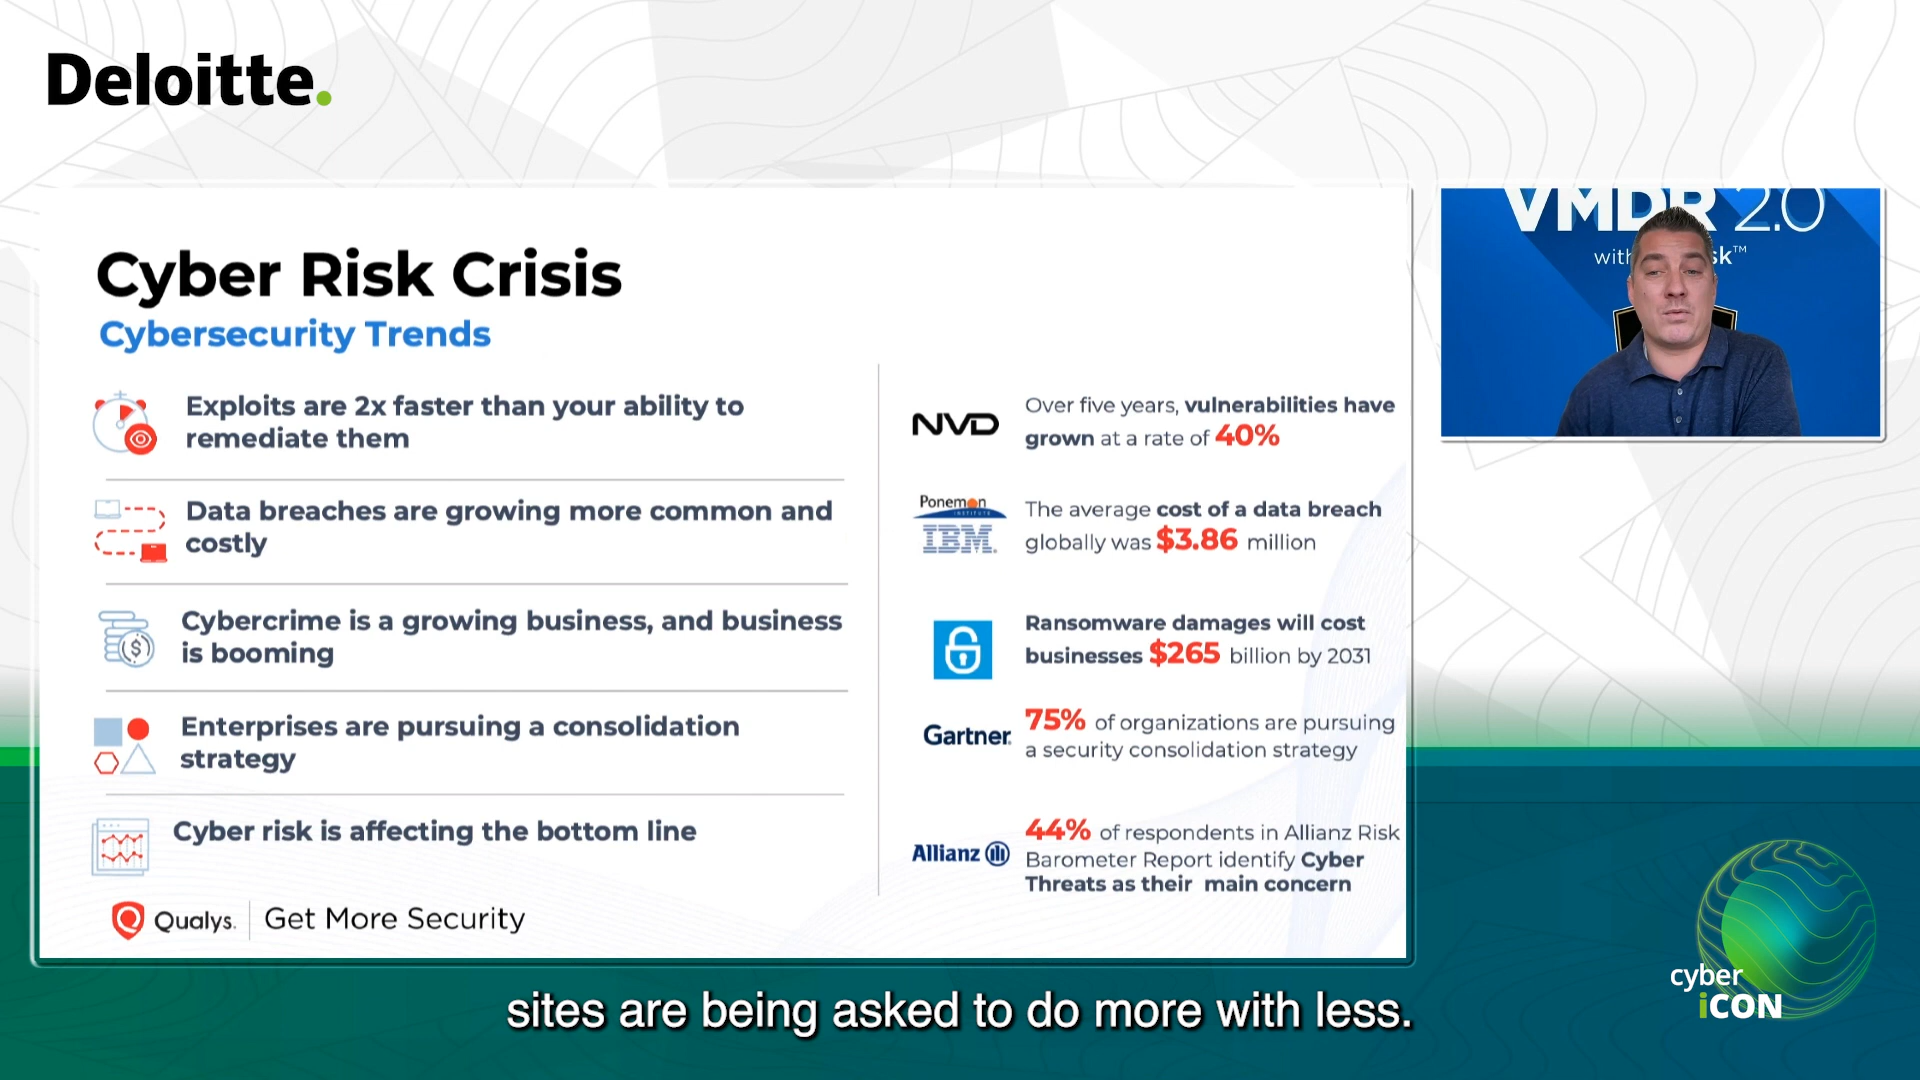 Deloitte.
VMDR 2.0
with sk™
Cyber Risk Crisis
Cybersecurity Trends
Exploits are 2x faster than your ability to
remediate them
Data breaches are growing more common and
costly
Cybercrime is a growing business, and business
is booming
Enterprises are pursuing a consolidation
strategy
Cyber risk is affecting the bottom line
NVD
Over five years, vulnerabilities have
grown at a rate of 40%
Ponemon
INSTITUTE
IBM.
The average cost of a data breach
globally was $3.86 million
Ransomware damages will cost
businesses $265 billion by 2031
Gartner.
75% of organizations are pursuing
a security consolidation strategy
Allianz
44% of respondents in Allianz Risk
Barometer Report identify Cyber
Threats as their main concern
Qualys. Get More Security
cyber
iCON
sites are being asked to do more with less.